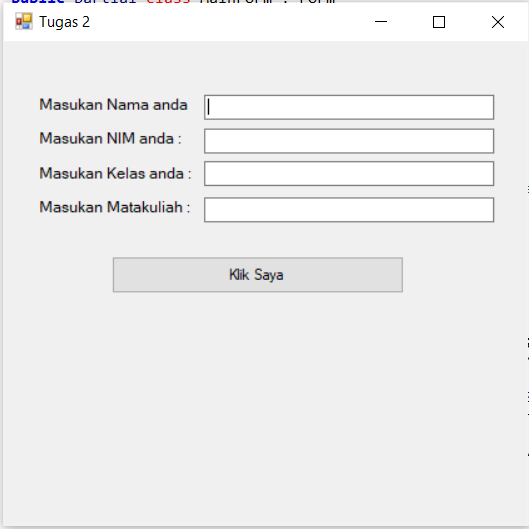 public partial class MainForm : Form
Tugas 2
Masukan Nama anda
Masukan NIM anda :
Masukan Kelas anda :
Masukan Matakuliah :
Klik Saya